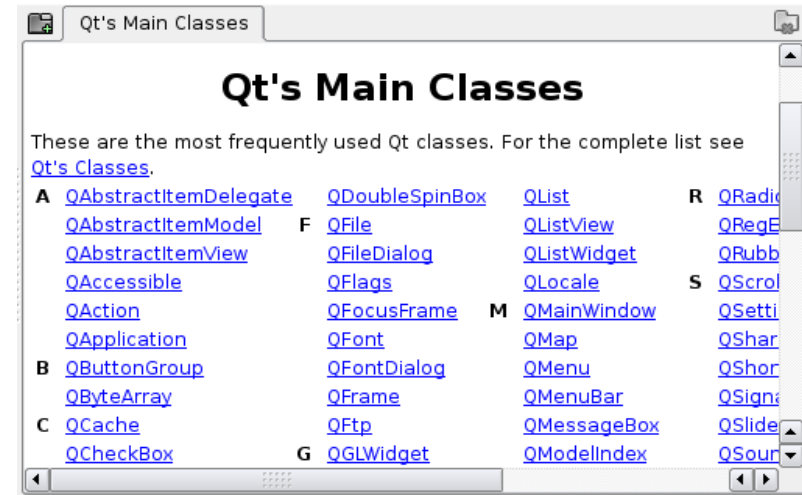 Qt's Main Classes
Qt's Main Classes
These are the most frequently used Qt classes. For the complete list see
Qt's Classes.
A QAbstractItemDelegate QDoubleSpinBox QList R
QAbstractItemModel F QFile QListView
QAbstractItemView QFileDialog QListWidget
QAccessible QFlags QLocale S
QAction QFocusFrame M QMainWindow
QApplication QFont QMap
B QButtonGroup QFontDialog QMenu
QByteArray QFrame QMenuBar
C QCache QFtp QMessageBox
QCheckBox G QGLWidget QModelIndex